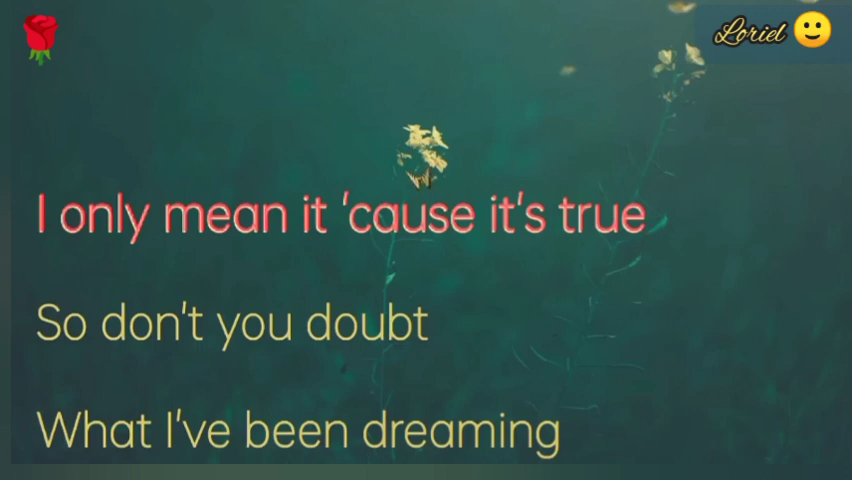 Loriel
I only mean it 'cause it's true
So don't you doubt
What I've been dreaming